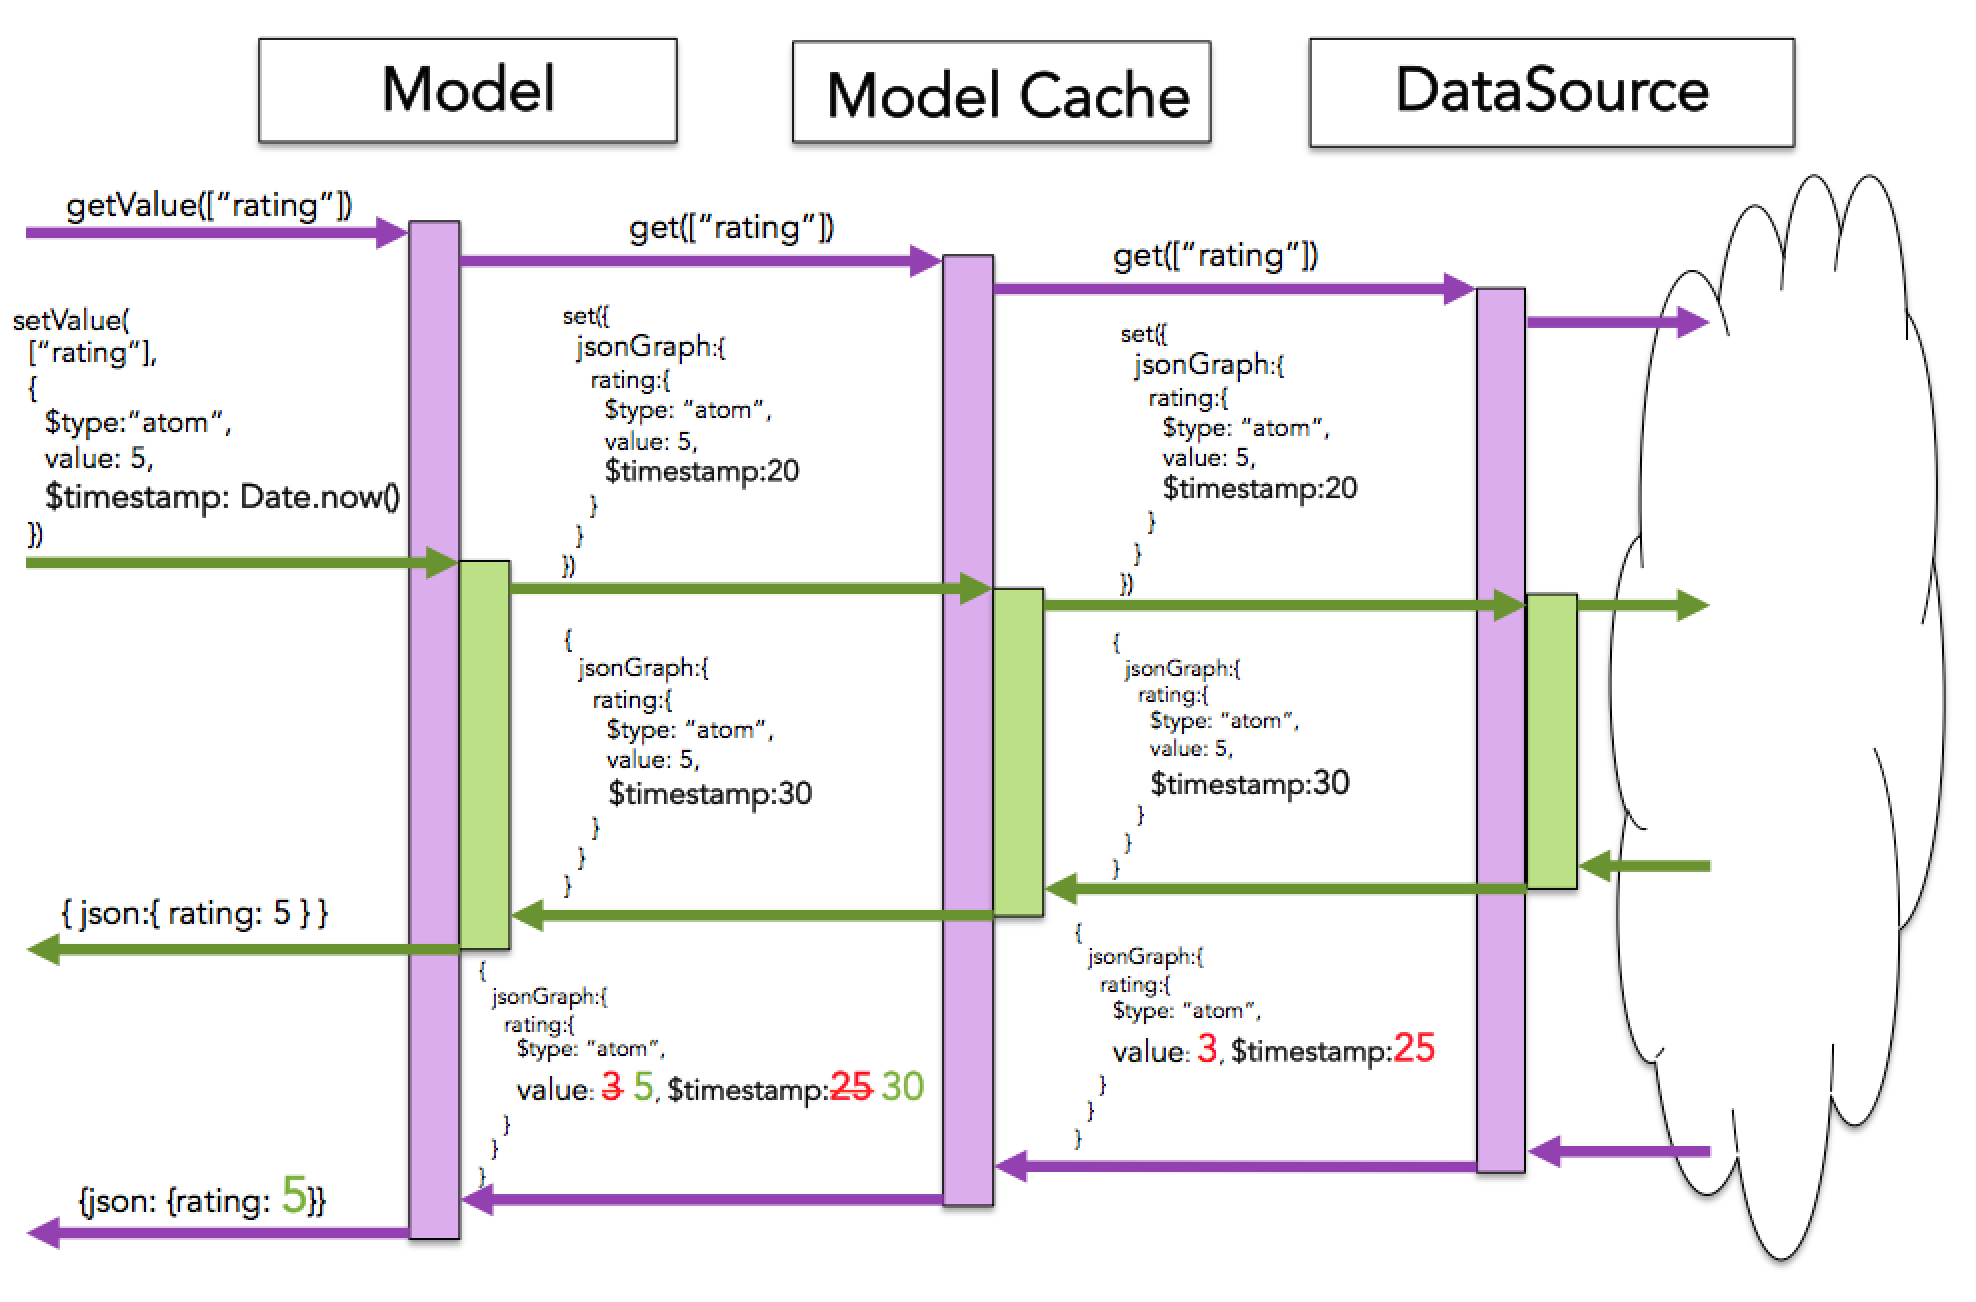 Model
Model Cache
DataSource
getValue([“rating”])
get([“rating”])
get([“rating”])
setValue(
[“rating”],
{
$type:“atom”,
value: 5,
$timestamp: Date.now()
})
set({
jsonGraph:{
rating:{
$type: “atom”,
value: 5,
$timestamp:20
}
}
})
set({
jsonGraph:{
rating:{
$type: “atom”,
value: 5,
$timestamp:20
}
}
})
{
jsonGraph:{
rating:{
$type: “atom”,
value: 5,
$timestamp:30
}
}
}
{
jsonGraph:{
rating:{
$type: “atom”,
value: 5,
$timestamp:30
}
}
}
{ json:{ rating: 5 } }
{
jsonGraph:{
rating:{
$type: “atom”,
value: 3 5, $timestamp:25 30
}
}
}
{
jsonGraph:{
rating:{
$type: “atom”,
value: 3, $timestamp:25
}
}
}
{json: {rating: 5}}